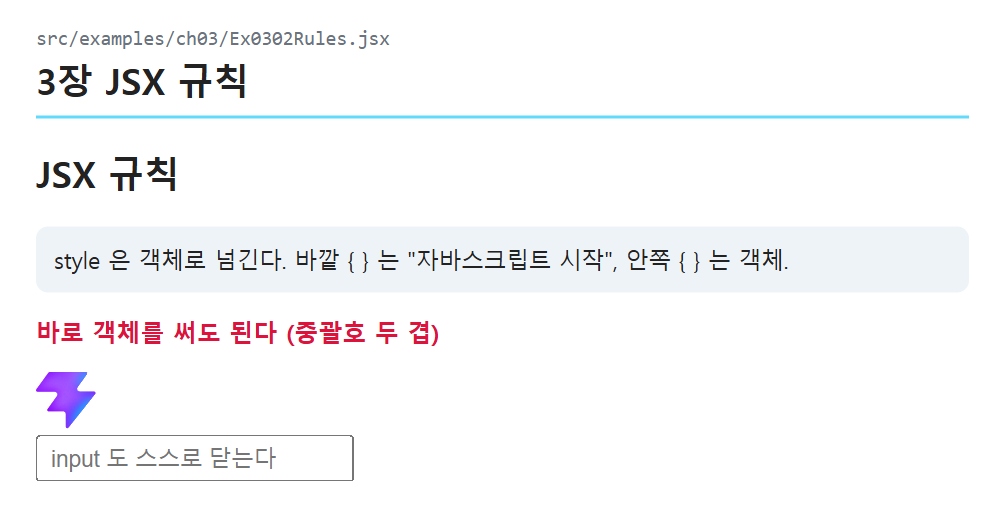 src/examples/ch03/Ex0302Rules.jsx
3장 JSX 규칙
JSX 규칙
style 은 객체로 넘긴다. 바깥 { } 는 "자바스크립트 시작", 안쪽 { } 는 객체.
바로 객체를 써도 된다 (중괄호 두 겹)
input 도 스스로 닫는다